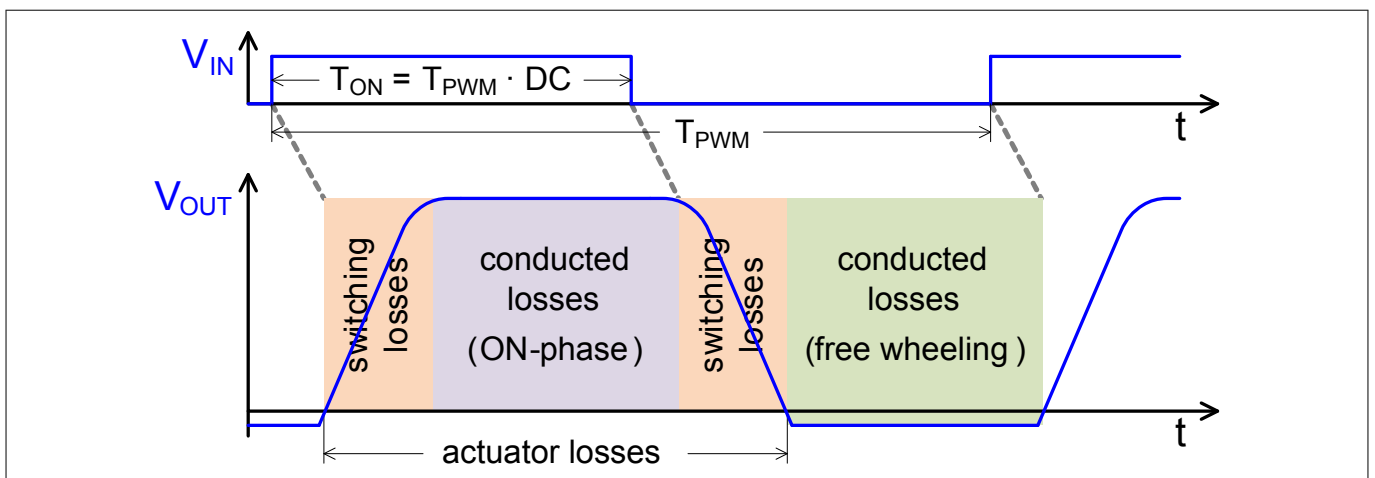 V_IN
T_ON = T_PWM · DC
T_PWM
t
V_OUT
switching
losses
conducted
losses
(ON-phase)
switching
losses
conducted
losses
(free wheeling)
t
actuator losses